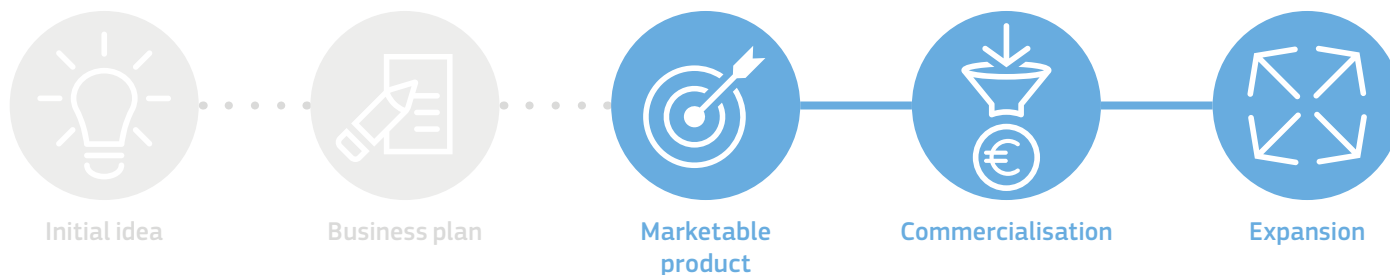 Initial idea
Business plan
Marketable
product
Commercialisation
Expansion
€